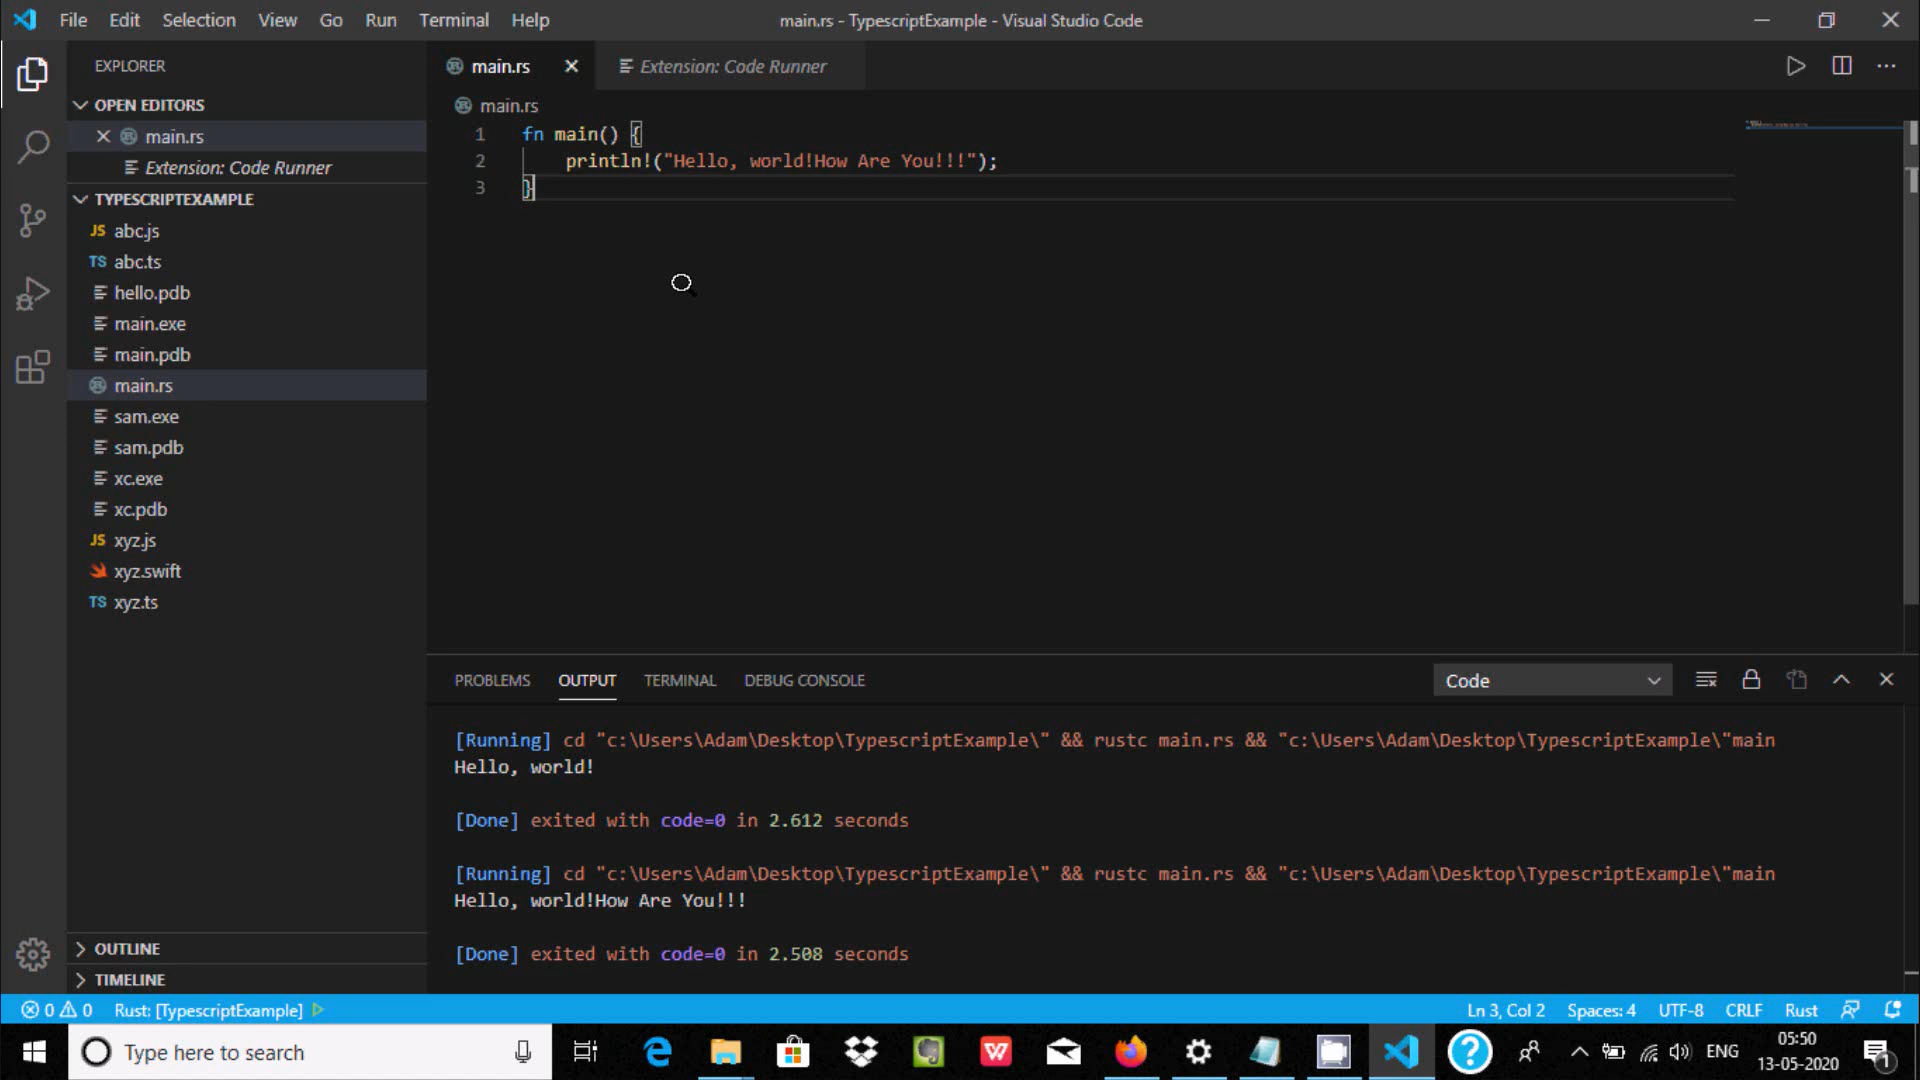 File Edit Selection View Go Run Terminal Help
main.rs - TypescriptExample - Visual Studio Code
EXPLORER
OPEN EDITORS
main.rs
Extension: Code Runner
TYPESCRIPTEXAMPLE
JS abc.js
TS abc.ts
hello.pdb
main.exe
main.pdb
main.rs
sam.exe
sam.pdb
xc.exe
xc.pdb
JS xyz.js
xyz.swift
TS xyz.ts
OUTLINE
TIMELINE
main.rs
Extension: Code Runner
main.rs
1 fn main() {
2 println!("Hello, world!How Are You!!!");
3 }
PROBLEMS OUTPUT TERMINAL DEBUG CONSOLE
Code
[Running] cd "c:\Users\Adam\Desktop\TypescriptExample\" && rustc main.rs && "c:\Users\Adam\Desktop\TypescriptExample\"main
Hello, world!
[Done] exited with code=0 in 2.612 seconds
[Running] cd "c:\Users\Adam\Desktop\TypescriptExample\" && rustc main.rs && "c:\Users\Adam\Desktop\TypescriptExample\"main
Hello, world!How Are You!!!
[Done] exited with code=0 in 2.508 seconds
0 0 Rust: [TypescriptExample]
Ln 3, Col 2 Spaces: 4 UTF-8 CRLF Rust
Type here to search
W
?
ENG
05:50
13-05-2020
1